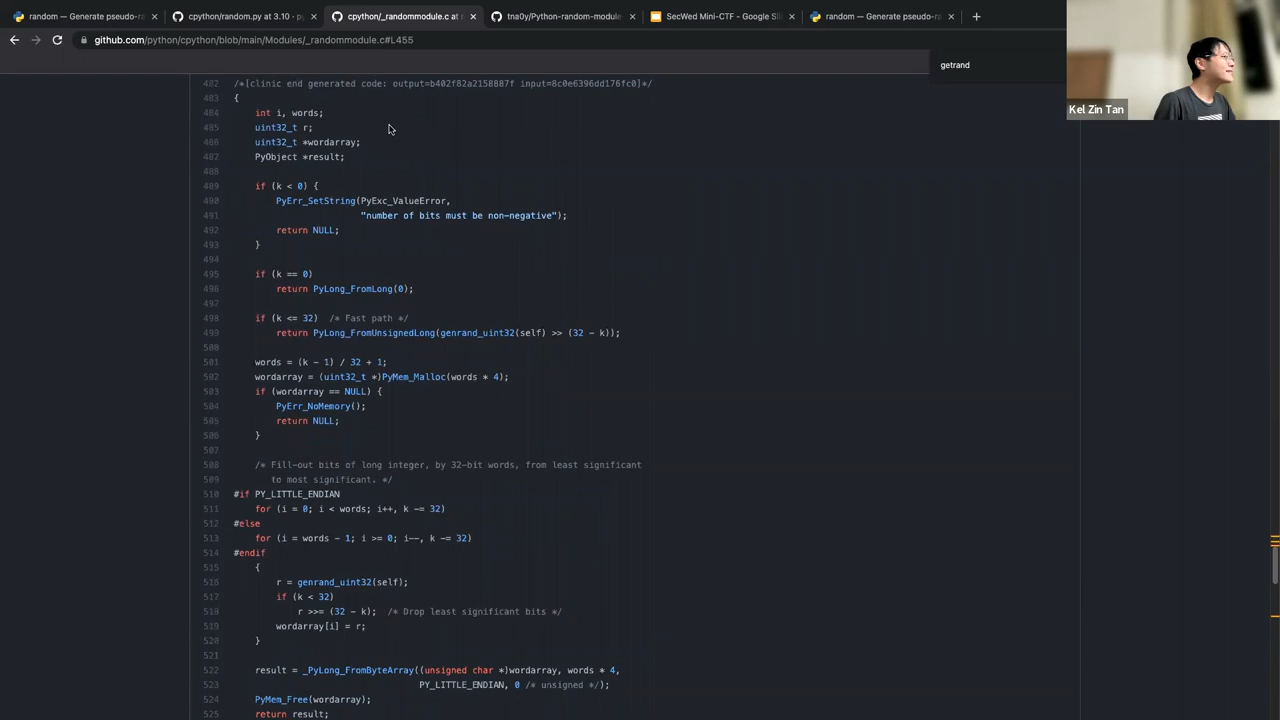 random — Generate pseudo-ra
cpython/random.py at 3.10 · p
cpython/_randommodule.c at m
tna0y/Python-random-module
SecWed Mini-CTF - Google Sli
random — Generate pseudo-ra
github.com/python/cpython/blob/main/Modules/_randommodule.c#L455
getrand
Kel Zin Tan
482 /*[clinic end generated code: output=b402f82a2158887f input=8c0e6396dd176fc0]*/
483 {
484 int i, words;
485 uint32_t r;
486 uint32_t *wordarray;
487 PyObject *result;
488
489 if (k < 0) {
490 PyErr_SetString(PyExc_ValueError,
491 "number of bits must be non-negative");
492 return NULL;
493 }
494
495 if (k == 0)
496 return PyLong_FromLong(0);
497
498 if (k <= 32) /* Fast path */
499 return PyLong_FromUnsignedLong(genrand_uint32(self) >> (32 - k));
500
501 words = (k - 1) / 32 + 1;
502 wordarray = (uint32_t *)PyMem_Malloc(words * 4);
503 if (wordarray == NULL) {
504 PyErr_NoMemory();
505 return NULL;
506 }
507
508 /* Fill-out bits of long integer, by 32-bit words, from least significant
509 to most significant. */
510 #if PY_LITTLE_ENDIAN
511 for (i = 0; i < words; i++, k -= 32)
512 #else
513 for (i = words - 1; i >= 0; i--, k -= 32)
514 #endif
515 {
516 r = genrand_uint32(self);
517 if (k < 32)
518 r >>= (32 - k); /* Drop least significant bits */
519 wordarray[i] = r;
520 }
521
522 result = _PyLong_FromByteArray((unsigned char *)wordarray, words * 4,
523 PY_LITTLE_ENDIAN, 0 /* unsigned */);
524 PyMem_Free(wordarray);
525 return result;